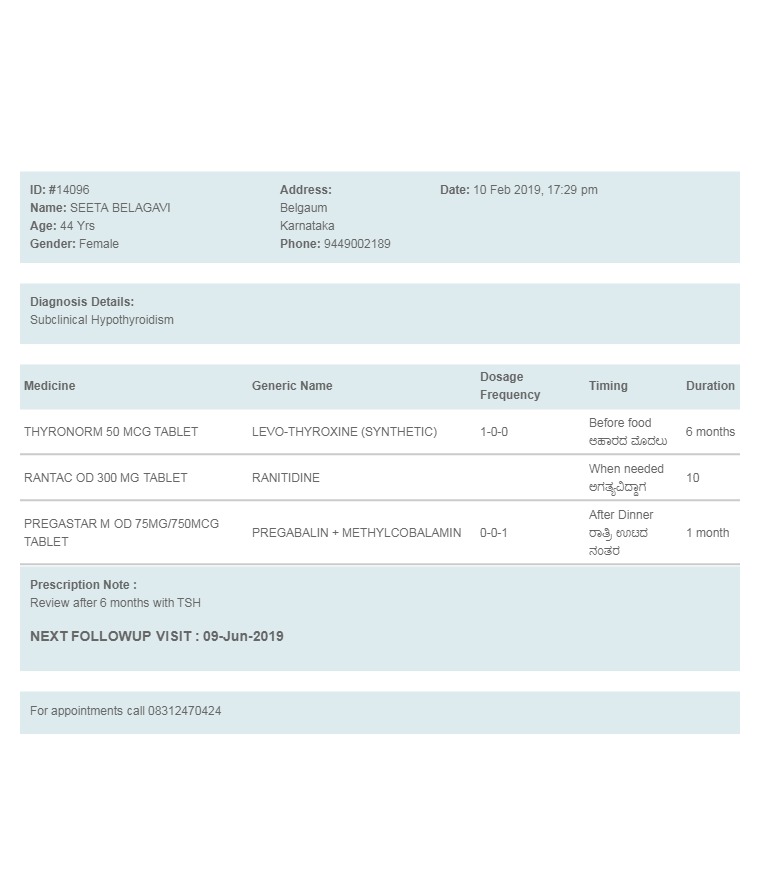 ID: #14096
Name: SEETA BELAGAVI
Age: 44 Yrs
Gender: Female
Address:
Belgaum
Karnataka
Phone: 9449002189
Date: 10 Feb 2019, 17:29 pm
Diagnosis Details:
Subclinical Hypothyroidism
Medicine Generic Name Dosage Frequency Timing Duration
THYRONORM 50 MCG TABLET LEVO-THYROXINE (SYNTHETIC) 1-0-0 Before food 6 months
ಆಹಾರದ ಮೊದಲು
RANTAC OD 300 MG TABLET RANITIDINE When needed 10
ಅಗತ್ಯವಿದ್ದಾಗ
PREGASTAR M OD 75MG/750MCG TABLET PREGABALIN + METHYLCOBALAMIN 0-0-1 After Dinner 1 month
ರಾತ್ರಿ ಊಟದ
ನಂತರ
Prescription Note :
Review after 6 months with TSH
NEXT FOLLOWUP VISIT : 09-Jun-2019
For appointments call 08312470424